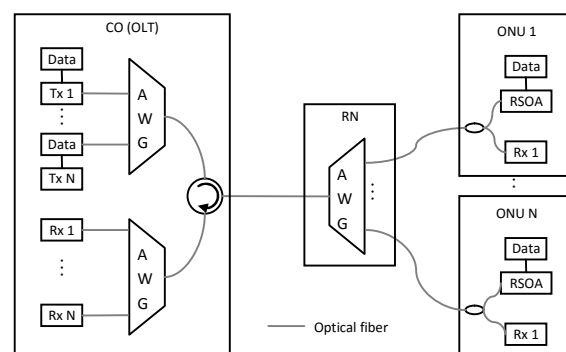 CO (OLT)
Data
Tx 1
Data
Tx N
A
W
G
Rx 1
Rx N
A
W
G
RN
A
W
G
ONU 1
Data
RSOA
Rx 1
ONU N
Data
RSOA
Rx 1
Optical fiber